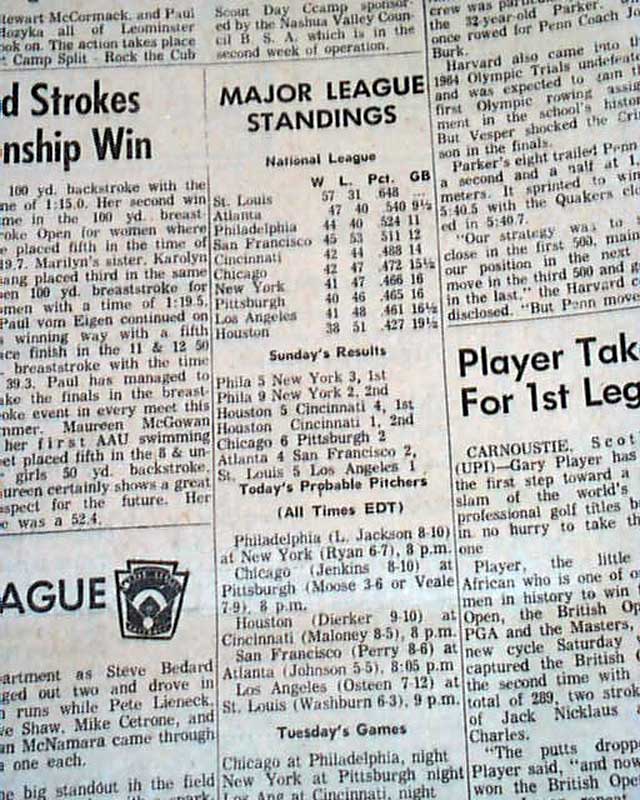 tewart McCormack, and Paul
Rozyka all of Leominster
ook on. The action takes place
Camp Split - Rock the Cub
d Strokes
nship Win
100 yd. backstroke with the
ne of 1:15.0. Her second win
me in the 100 yd. breast-
roke Open for women where
e placed fifth in the time of
19.7. Marilyn's sister, Karolyn
ang placed third in the same
en 100 yd. breaststroke for
omen with a time of 1:19.5.
Paul vom Eigen continued on
s winning way with a fifth
ace finish in the 11 & 12 50
breaststroke with the time
39.3. Paul has managed to
ake the finals in the breast-
oke event in every meet this
mmer. Maureen McGowan
her first AAU swimming
et placed fifth in the 8 & un-
girls 50 yd. backstroke.
ureen certainly shows a great
spect for the future. Her
e was a 52.4.
AGUE
artment as Steve Bedard
ged out two and drove in
runs while Pete Lieneck,
ve Shaw, Mike Cetrone, and
an McNamara came through
one each.
e big standout in the field
Scout Day Ccamp sponsor-
ed by the Nashua Valley Coun-
cil B. S. A. which is in the
second week of operation.
MAJOR LEAGUE
STANDINGS
National League
W L. Pct. GB
St. Louis 57 31 .648 ...
Atlanta 47 40 .540 9½
Philadelphia 44 40 .524 11
San Francisco 45 53 .511 12
Cincinnati 42 44 .488 14
Chicago 42 47 .472 15½
New York 41 47 .466 16
Pittsburgh 40 46 .465 16
Los Angeles 41 48 .461 16½
Houston 38 51 .427 19½
Sunday's Results
Phila 5 New York 3, 1st
Phila 9 New York 2, 2nd
Houston 5 Cincinnati 4, 1st
Houston Cincinnati 1, 2nd
Chicago 6 Pittsburgh 2
Atlanta 4 San Francisco 2,
St. Louis 5 Los Angeles 1
Today's Probable Pitchers
(All Times EDT)
Philadelphia (L. Jackson 8-10)
at New York (Ryan 6-7), 8 p.m.
Chicago (Jenkins 8-10) at
Pittsburgh (Moose 3-6 or Veale
7-9), 8 p.m.
Houston (Dierker 9-10) at
Cincinnati (Maloney 8-5), 8 p.m.
San Francisco (Perry 8-6) at
Atlanta (Johnson 5-5), 8:05 p.m
Los Angeles (Osteen 7-12) at
St. Louis (Washburn 6-3), 9 p.m.
Tuesday's Games
Chicago at Philadelphia, night
New York at Pittsburgh night
Los Ang at Cincinnati, night
crew was
the 32-year-old Parker.
once rowed for Penn Coach Jo
Burk.
Harvard also came into t
1964 Olympic Trials undefeate
and was expected to gain
first Olympic rowing assig
ment in the school's histo
But Vesper shocked the Cri
son in the finals.
Parker's eight trailed Penn
a second and a half at
meters. It sprinted to win
5:40.5 with the Quakers cl
ed in 5:40.7.
"Our strategy was to
close in the first 500, main
our position in the next
move in the third 500 and g
in the last," the Harvard c
disclosed. "But Penn move
Player Tak
For 1st Leg
CARNOUSTIE, Scot
(UPI)—Gary Player has
the first step toward a
slam of the world's
professional golf titles b
in no hurry to take th
one
Player, the little
African who is one of o
men in history to win
Open, the British Op
PGA and the Masters,
new cycle Saturday
captured the British
the second time with
total of 289, two strok
of Jack Nicklaus a
Charles.
"The putts dropp
Player said, "and now
won the British Ope